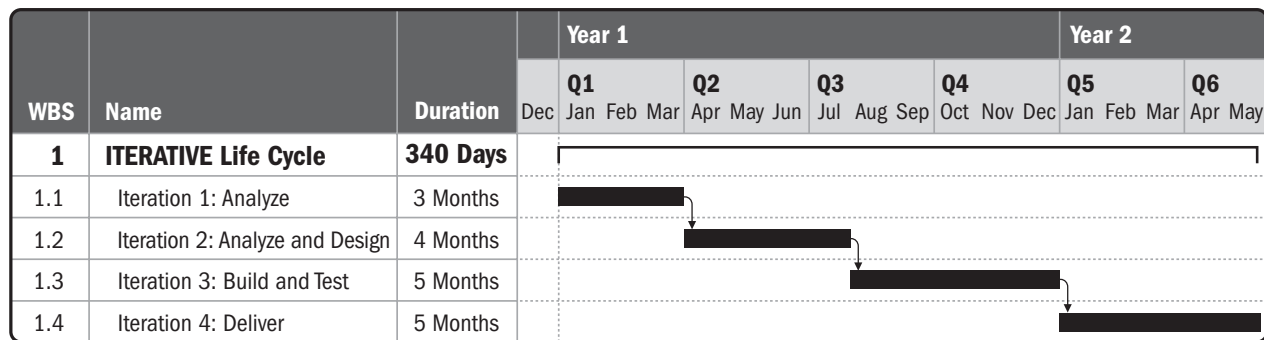 Year 1 Year 2
Q1 Q2 Q3 Q4 Q5 Q6
WBS Name Duration Dec Jan Feb Mar Apr May Jun Jul Aug Sep Oct Nov Dec Jan Feb Mar Apr May
1 ITERATIVE Life Cycle 340 Days
1.1 Iteration 1: Analyze 3 Months
1.2 Iteration 2: Analyze and Design 4 Months
1.3 Iteration 3: Build and Test 5 Months
1.4 Iteration 4: Deliver 5 Months